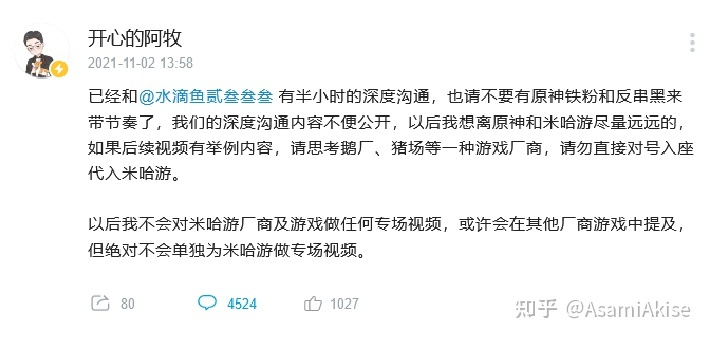 开心的阿牧
2021-11-02 13:58
已经和@水滴鱼贰叁叁叁 有半小时的深度沟通，也请不要有原神铁粉和反串黑来
带节奏了，我们的深度沟通内容不便公开，以后我想离原神和米哈游尽量远远的，
如果后续视频有举例内容，请思考鹅厂、猪场等一种游戏厂商，请勿直接对号入座
代入米哈游。
以后我不会对米哈游厂商及游戏做任何专场视频，或许会在其他厂商游戏中提及，
但绝对不会单独为米哈游做专场视频。
80 4524 1027
知乎 @AsamiAkise